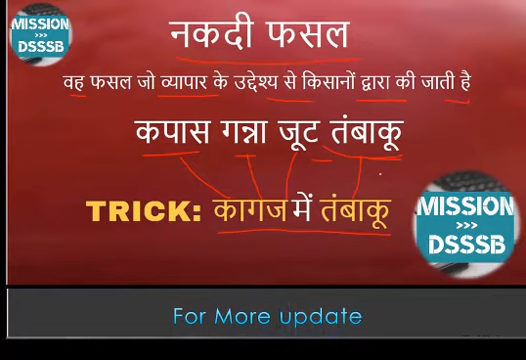 MISSION
>>>
DSSSB
नकदी फसल
वह फसल जो व्यापार के उद्देश्य से किसानों द्वारा की जाती है
कपास गन्ना जूट तंबाकू
TRICK: कागज में तंबाकू
MISSION
>>>
DSSSB
For More update